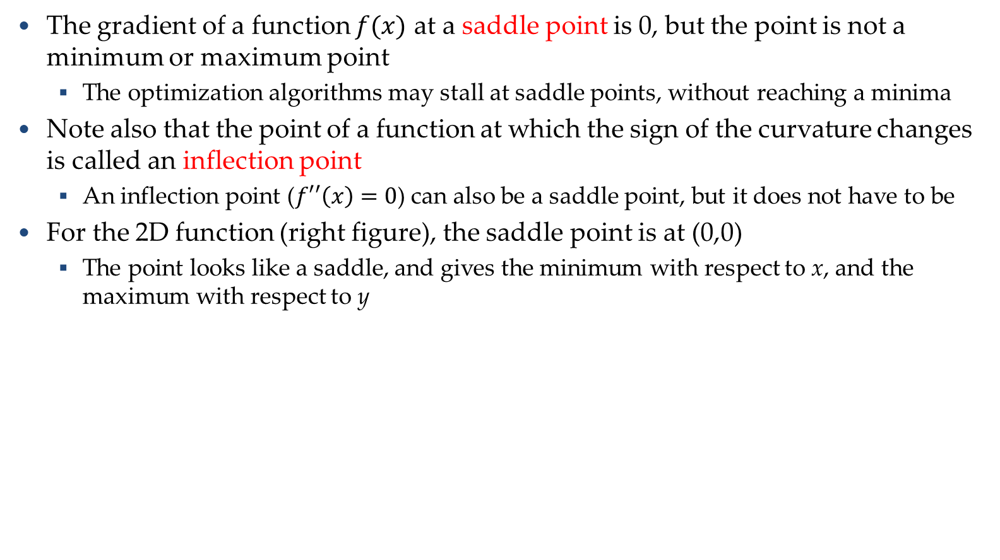 • The gradient of a function f(x) at a saddle point is 0, but the point is not a
minimum or maximum point
▪ The optimization algorithms may stall at saddle points, without reaching a minima
• Note also that the point of a function at which the sign of the curvature changes
is called an inflection point
▪ An inflection point (f′′(x) = 0) can also be a saddle point, but it does not have to be
• For the 2D function (right figure), the saddle point is at (0,0)
▪ The point looks like a saddle, and gives the minimum with respect to x, and the
maximum with respect to y